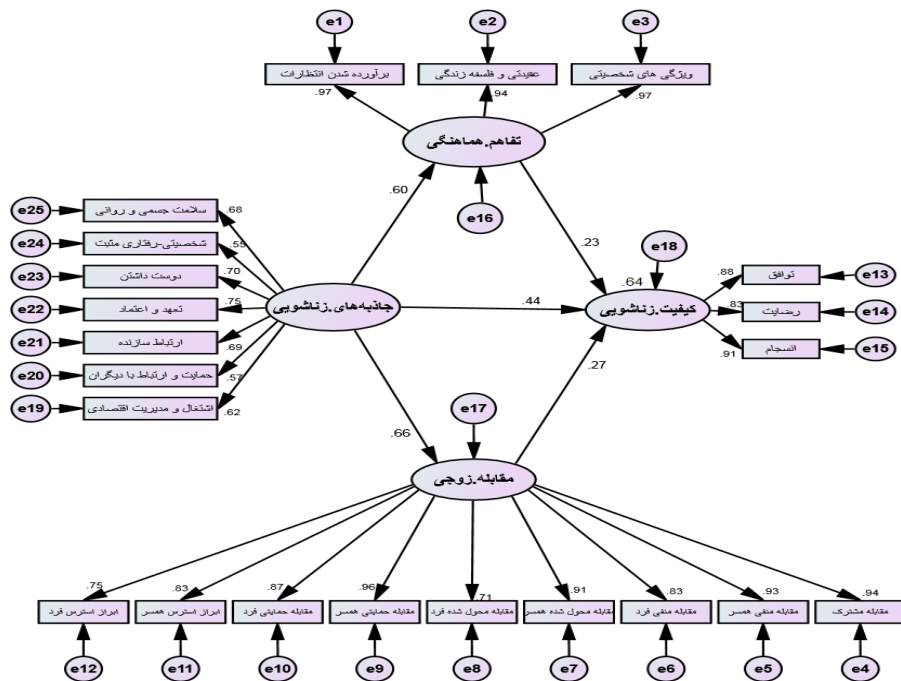 e1 e2 e3
برآورده شدن انتظارات
عقیدتی و فلسفه زندگی
ویژگی های شخصیتی
.97 .94 .97
تفاهم.هماهنگی
.60
e16
.23
e18
e25 سلامت جسمی و روانی .68
e24 شخصیتی-رفتاری مثبت .55
e23 دوست داشتن .70
e22 تعهد و اعتماد .75
e21 ارتباط سازنده .69
e20 حمایت و ارتباط با دیگران .57
e19 اشتغال و مدیریت اقتصادی .62
جاذبه‌های.زناشویی
.44
.64
کیفیت.زناشویی
.88 توافق e13
.83 رضایت e14
.91 انسجام e15
.27
.66
e17
مقابله.زوجی
.75 .83 .87 .96 .71 .91 .83 .93 .94
ابراز استرس فرد
ابراز استرس همسر
مقابله حمایتی فرد
مقابله حمایتی همسر
مقابله محول شده فرد
مقابله محول شده همسر
مقابله منفی فرد
مقابله منفی همسر
مقابله مشترک
e12 e11 e10 e9 e8 e7 e6 e5 e4